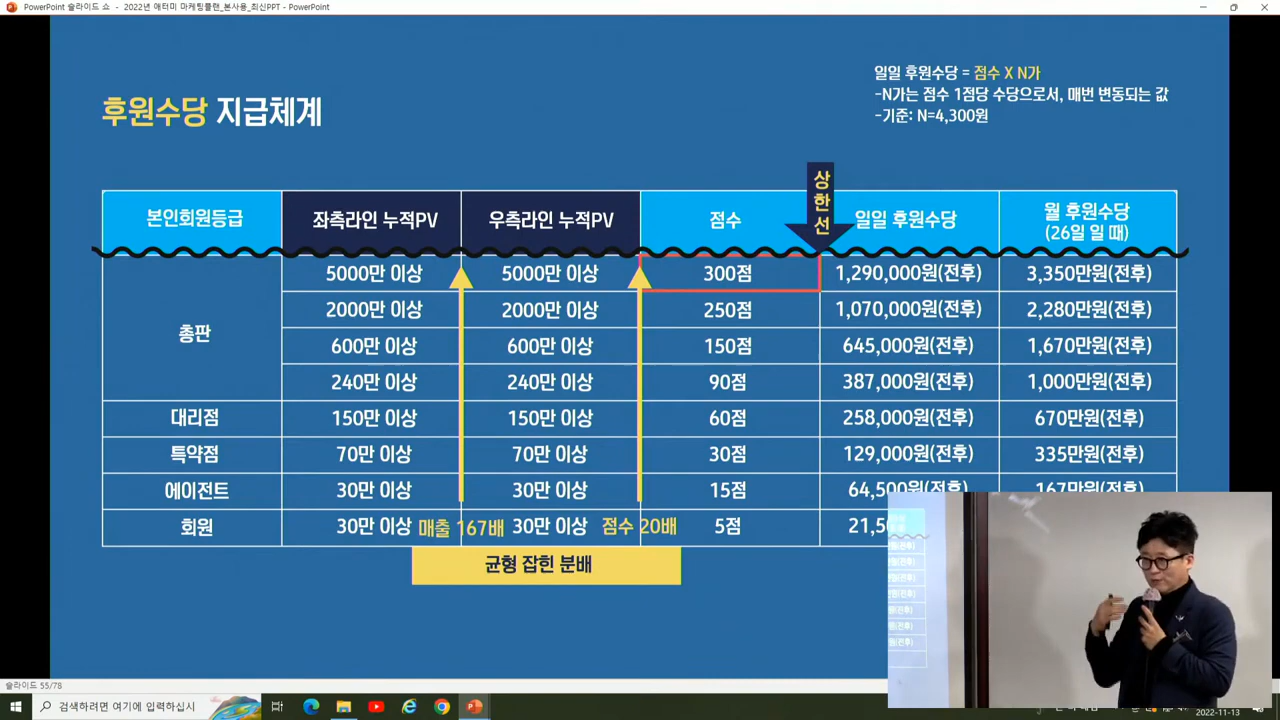 PowerPoint 슬라이드 쇼 - 2022년 애터미 마케팅플랜_본사용_최신PPT - PowerPoint
일일 후원수당 = 점수 X N가
-N가는 점수 1점당 수당으로서, 매번 변동되는 값
-기준: N=4,300원
후원수당 지급체계
상한선
본인회원등급 좌측라인 누적PV 우측라인 누적PV 점수 일일 후원수당 월 후원수당
(26일 일 때)
5000만 이상 5000만 이상 300점 1,290,000원(전후) 3,350만원(전후)
총판 2000만 이상 2000만 이상 250점 1,070,000원(전후) 2,280만원(전후)
600만 이상 600만 이상 150점 645,000원(전후) 1,670만원(전후)
240만 이상 240만 이상 90점 387,000원(전후) 1,000만원(전후)
대리점 150만 이상 150만 이상 60점 258,000원(전후) 670만원(전후)
특약점 70만 이상 70만 이상 30점 129,000원(전후) 335만원(전후)
에이전트 30만 이상 30만 이상 15점 64,500원(전후) 167만원(전후)
회원 30만 이상 매출 167배 30만 이상 점수 20배 5점 21,50
균형 잡힌 분배
슬라이드 55/78
검색하려면 여기에 입력하십시
2022-11-13